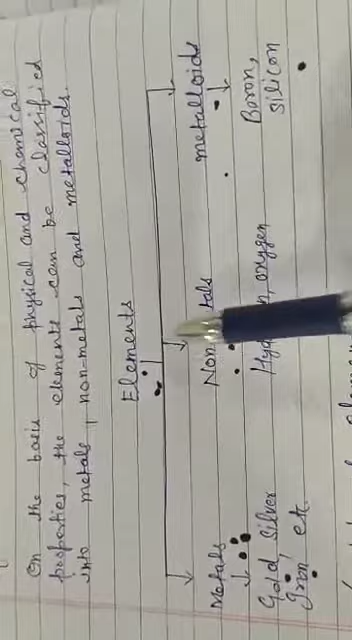 On the basis of physical and chemical
properties, the elements can be classified
into metals, non-metals and metalloids.
Elements
Metals Non metalloids
Gold, Silver oxygen Boron,
Iron etc. Silicon